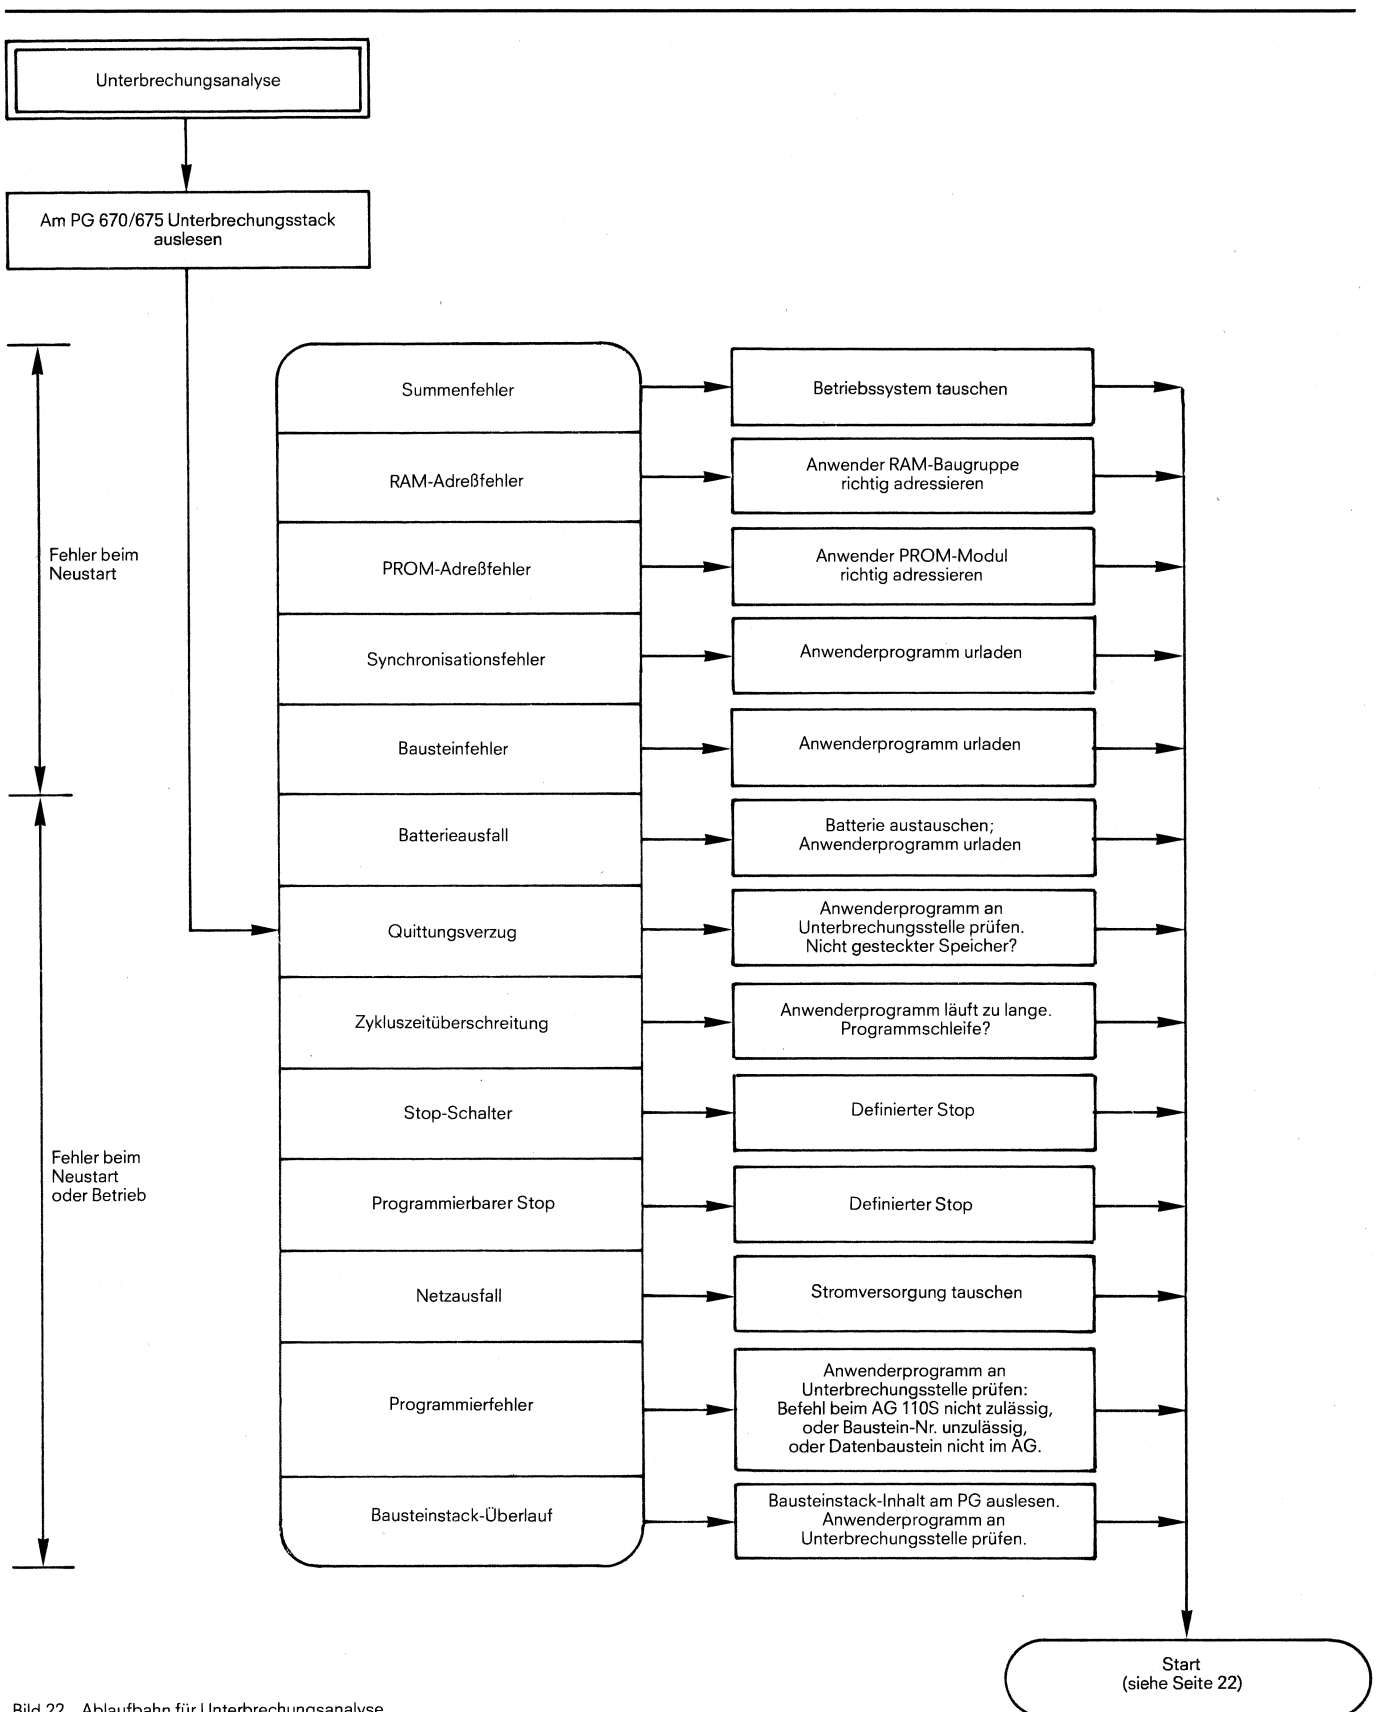 Unterbrechungsanalyse
Am PG 670/675 Unterbrechungsstack
auslesen
Fehler beim
Neustart
Fehler beim
Neustart
oder Betrieb
Summenfehler
Betriebssystem tauschen
RAM-Adreßfehler
Anwender RAM-Baugruppe
richtig adressieren
PROM-Adreßfehler
Anwender PROM-Modul
richtig adressieren
Synchronisationsfehler
Anwenderprogramm urladen
Bausteinfehler
Anwenderprogramm urladen
Batterieausfall
Batterie austauschen;
Anwenderprogramm urladen
Quittungsverzug
Anwenderprogramm an
Unterbrechungsstelle prüfen.
Nicht gesteckter Speicher?
Zykluszeitüberschreitung
Anwenderprogramm läuft zu lange.
Programmschleife?
Stop-Schalter
Definierter Stop
Programmierbarer Stop
Definierter Stop
Netzausfall
Stromversorgung tauschen
Programmierfehler
Anwenderprogramm an
Unterbrechungsstelle prüfen:
Befehl beim AG 110S nicht zulässig,
oder Baustein-Nr. unzulässig,
oder Datenbaustein nicht im AG.
Bausteinstack-Überlauf
Bausteinstack-Inhalt am PG auslesen.
Anwenderprogramm an
Unterbrechungsstelle prüfen.
Start
(siehe Seite 22)
Bild 22 Ablaufbahn für Unterbrechungsanalyse